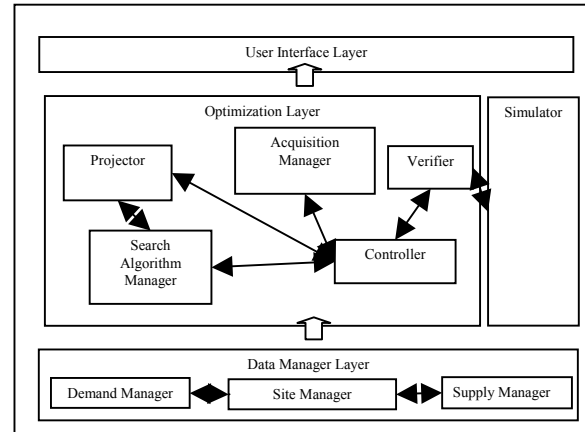 User Interface Layer
Optimization Layer
Simulator
Projector
Acquisition
Manager
Verifier
Search
Algorithm
Manager
Controller
Data Manager Layer
Demand Manager
Site Manager
Supply Manager